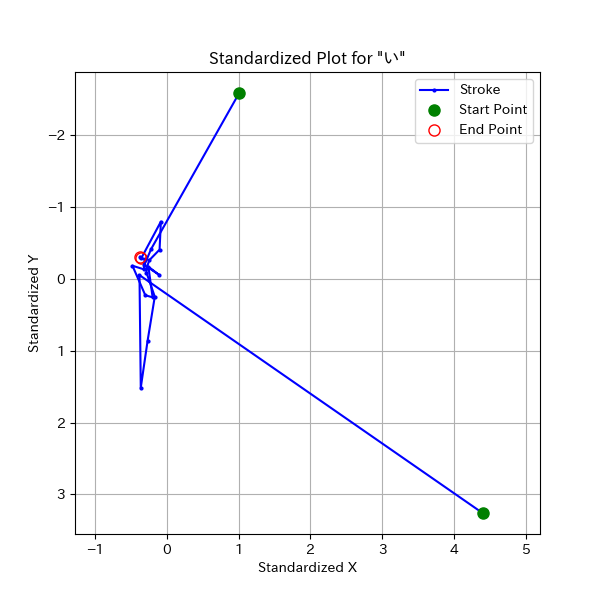 Standardized Plot for "い"
Stroke
Start Point
End Point
−2
−1
0
1
2
3
Standardized Y
−1
0
1
2
3
4
5
Standardized X